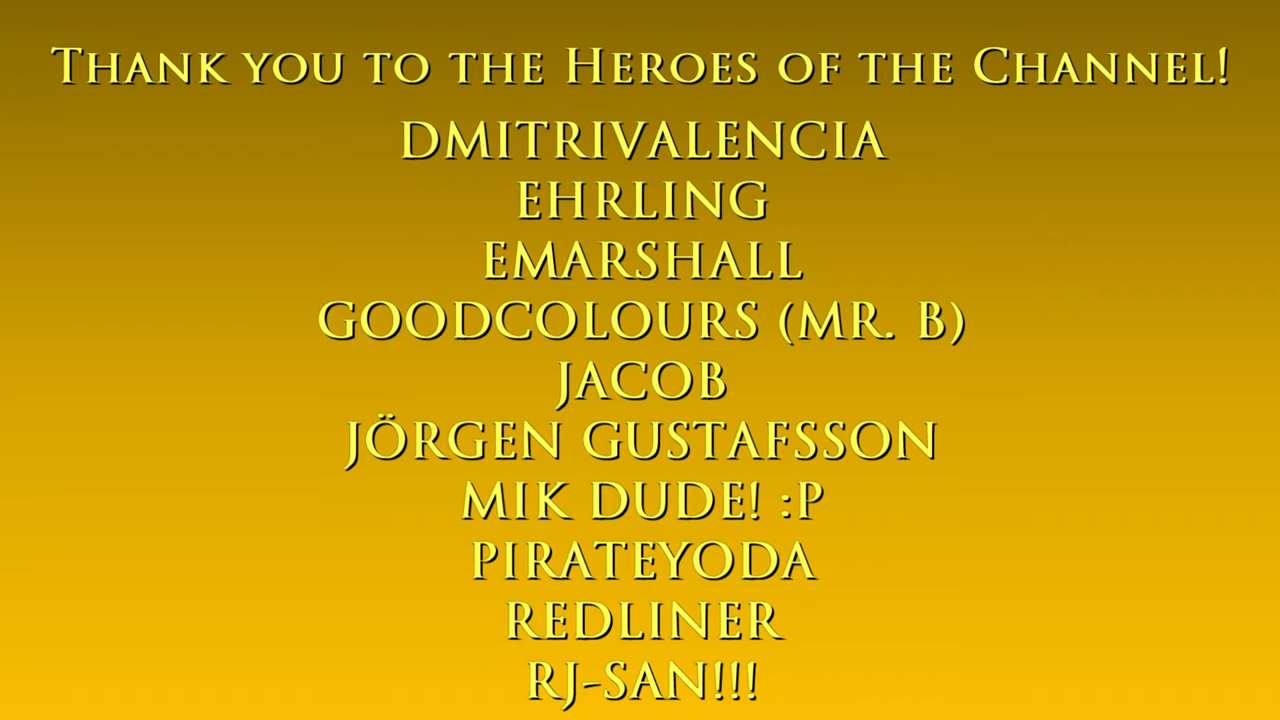 Thank you to the Heroes of the Channel!
DMITRIVALENCIA
EHRLING
EMARSHALL
GOODCOLOURS (MR. B)
JACOB
JÖRGEN GUSTAFSSON
MIK DUDE! :P
PIRATEYODA
REDLINER
RJ-SAN!!!